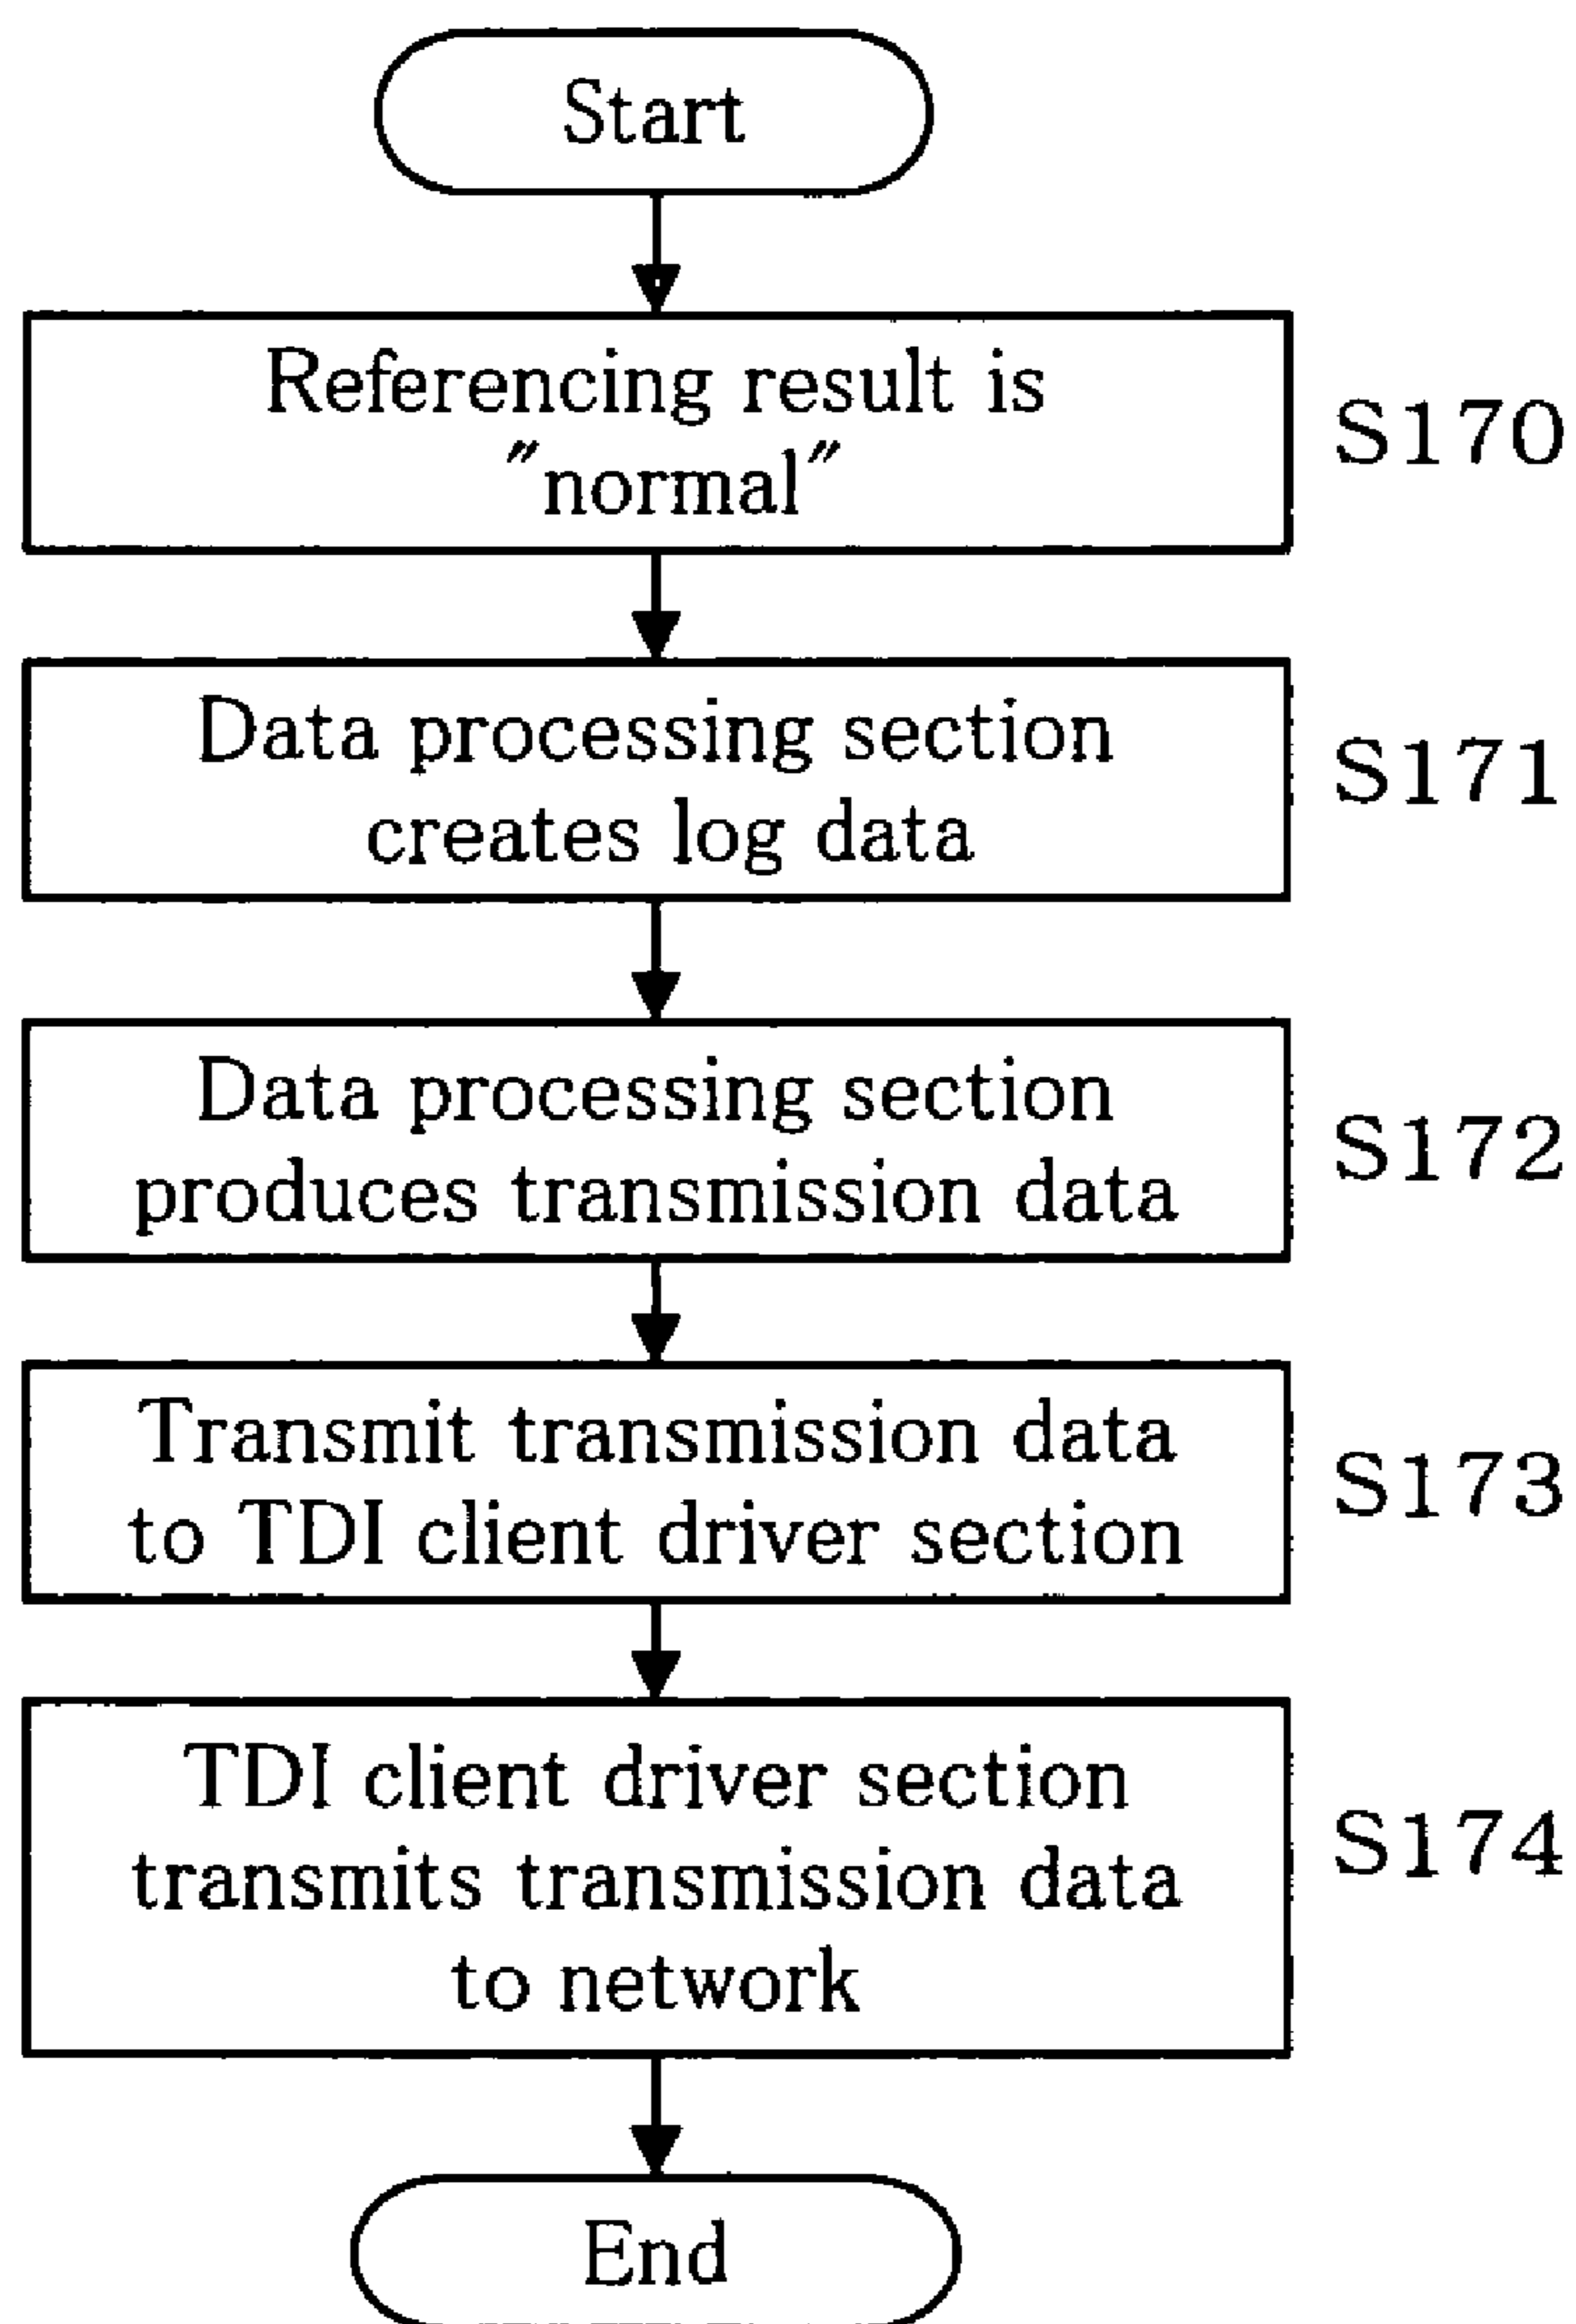 Start
Referencing result is
"normal"
S170
Data processing section
creates log data
S171
Data processing section
produces transmission data
S172
Transmit transmission data
to TDI client driver section
S173
TDI client driver section
transmits transmission data
to network
S174
End